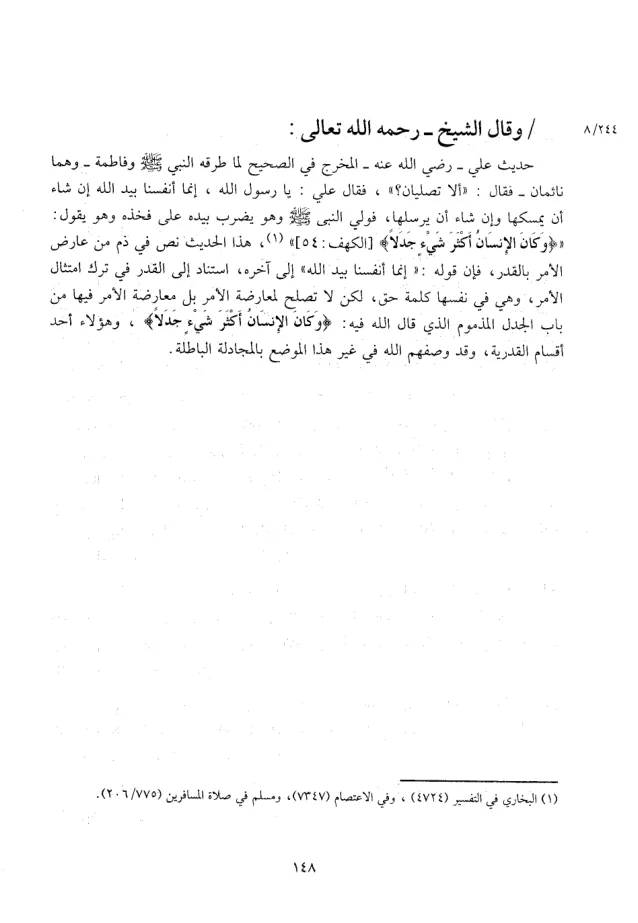 ٨/٢٤٤
/ وقال الشيخ ـ رحمه الله تعالى :
حديث علي ـ رضي الله عنه ـ المخرج في الصحيح لما طرقه النبي ﷺ وفاطمة ـ وهما
نائمان ـ فقال : «ألا تصليان؟» ، فقال علي : يا رسول الله ، إنما أنفسنا بيد الله إن شاء
أن يمسكها وإن شاء أن يرسلها، فولي النبي ﷺ وهو يضرب بيده على فخذه وهو يقول:
«﴿وَكَانَ الإِنسَانُ أَكْثَرَ شَيْءٍ جَدَلاً﴾ [الكهف:٥٤]» (١)، هذا الحديث نص في ذم من عارض
الأمر بالقدر، فإن قوله :« إنما أنفسنا بيد الله» إلى آخره، استناد إلى القدر في ترك امتثال
الأمر، وهي في نفسها كلمة حق، لكن لا تصلح لمعارضة الأمر بل معارضة الأمر فيها من
باب الجدل المذموم الذي قال الله فيه: ﴿وَكَانَ الإِنسَانُ أَكْثَرَ شَيْءٍ جَدَلاً﴾ ، وهؤلاء أحد
أقسام القدرية، وقد وصفهم الله في غير هذا الموضع بالمجادلة الباطلة.
(١) البخاري في التفسير (٤٧٢٤) ، وفي الاعتصام (٧٣٤٧)، ومسلم في صلاة المسافرين (٢٠٦/٧٧٥).
١٤٨